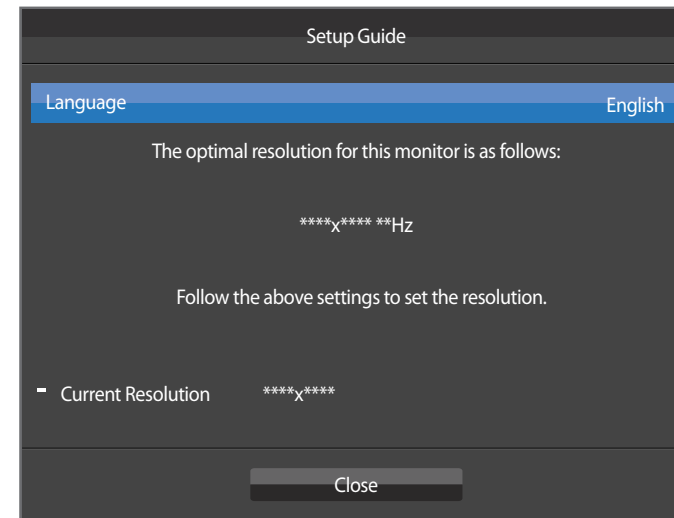 Setup Guide
Language English
The optimal resolution for this monitor is as follows:
****x**** **Hz
Follow the above settings to set the resolution.
Current Resolution ****x****
Close